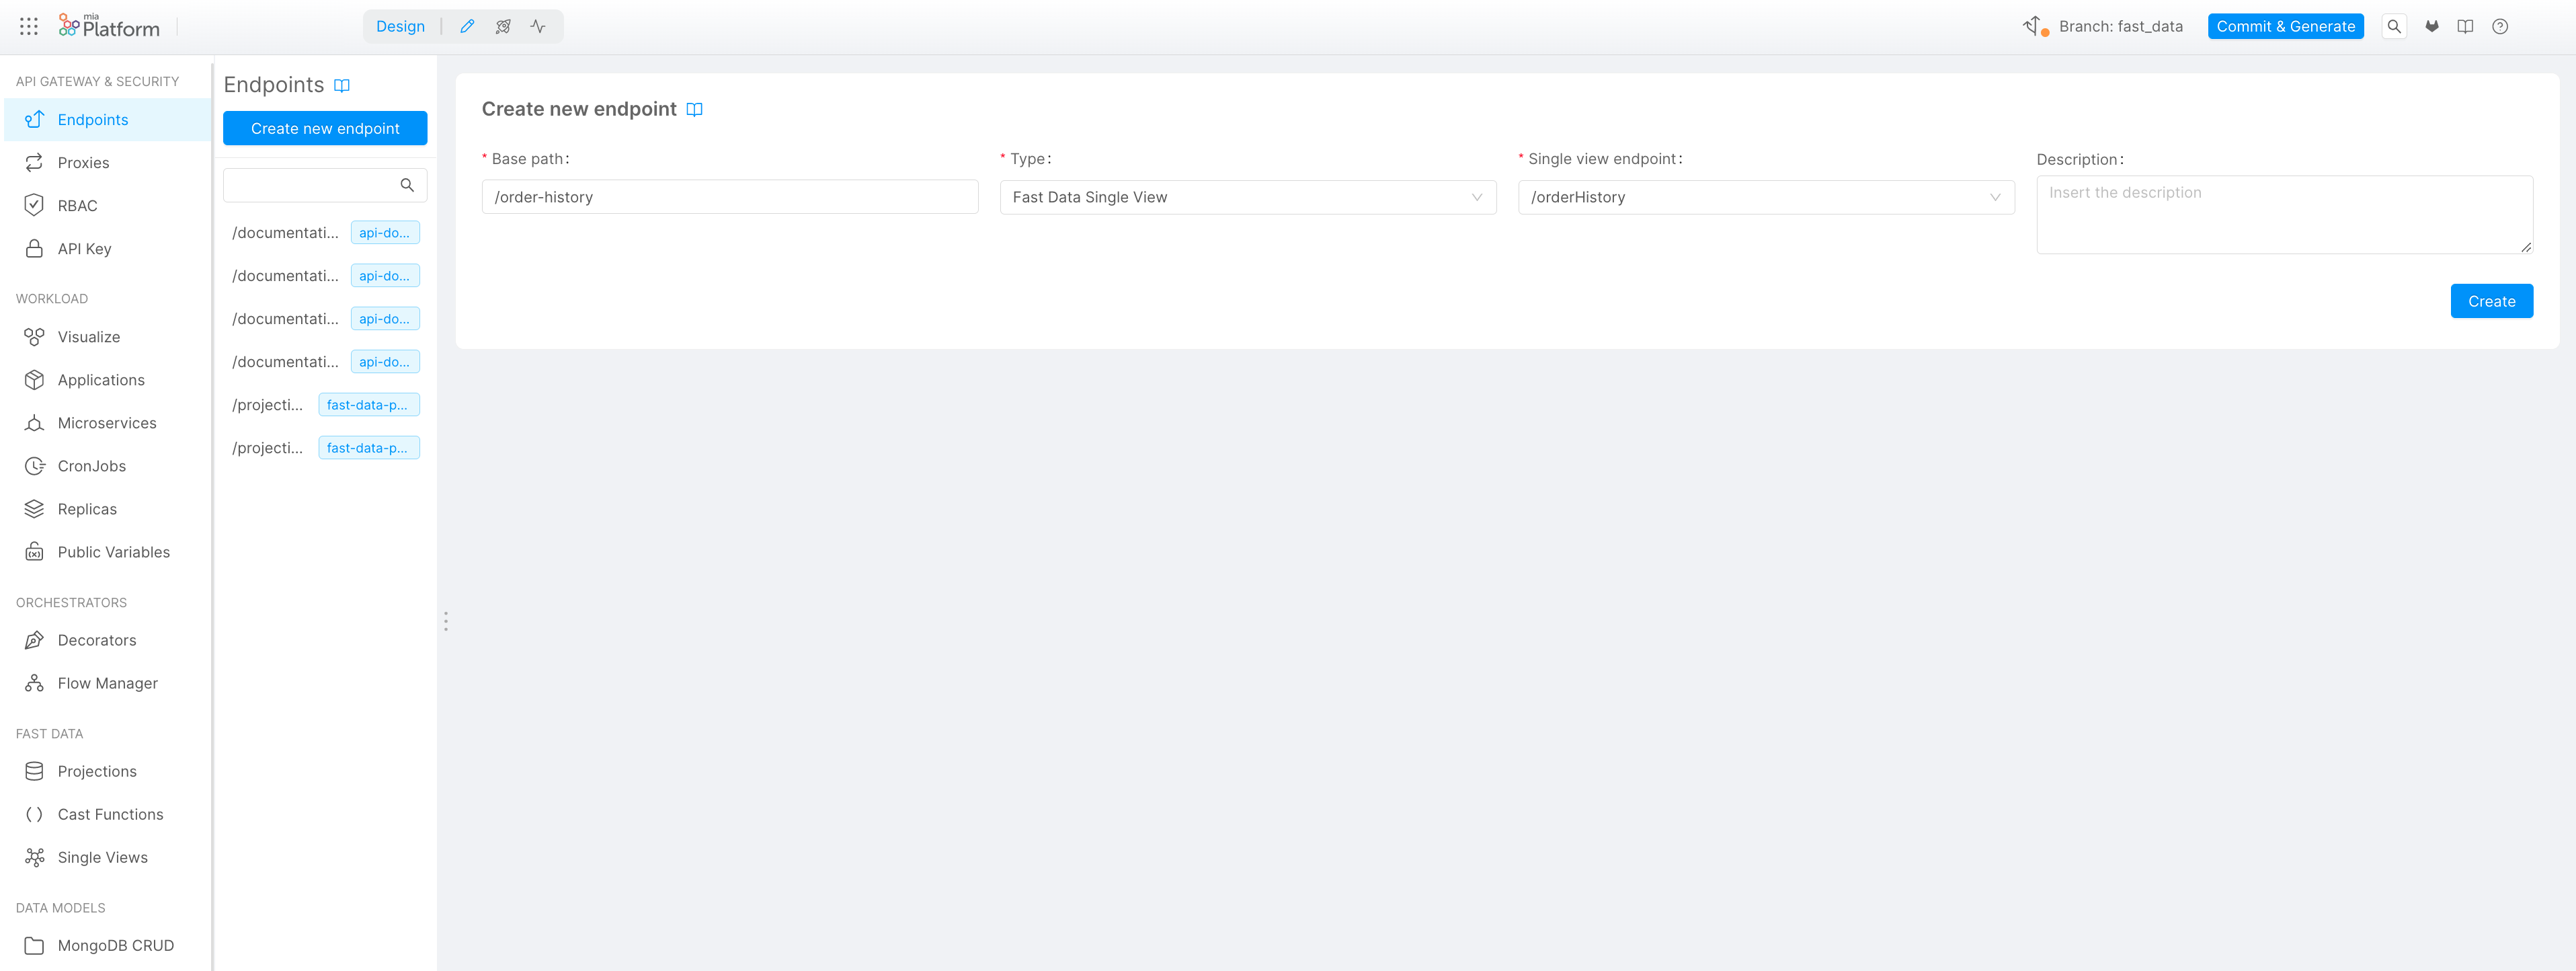 mia
Platform
Design
Branch: fast_data
Commit & Generate
API GATEWAY & SECURITY
Endpoints
Proxies
RBAC
API Key
WORKLOAD
Visualize
Applications
Microservices
CronJobs
Replicas
Public Variables
ORCHESTRATORS
Decorators
Flow Manager
FAST DATA
Projections
Cast Functions
Single Views
DATA MODELS
MongoDB CRUD
Endpoints
Create new endpoint
/documentati... api-do...
/documentati... api-do...
/documentati... api-do...
/documentati... api-do...
/projecti... fast-data-p...
/projecti... fast-data-p...
Create new endpoint
* Base path:
/order-history
* Type:
Fast Data Single View
* Single view endpoint:
/orderHistory
Description:
Insert the description
Create